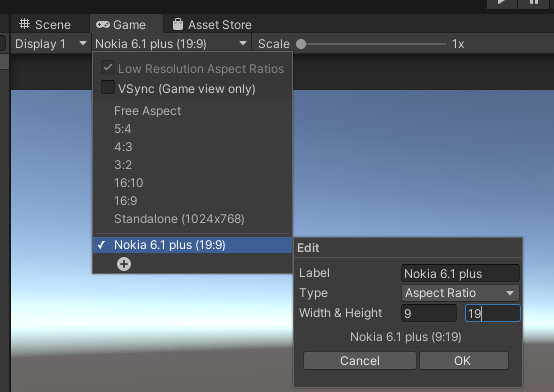 Scene Game Asset Store
Display 1 Nokia 6.1 plus (19:9) Scale 1x
Low Resolution Aspect Ratios
VSync (Game view only)
Free Aspect
5:4
4:3
3:2
16:10
16:9
Standalone (1024x768)
Nokia 6.1 plus (19:9)
Edit
Label Nokia 6.1 plus
Type Aspect Ratio
Width & Height 9 19
Nokia 6.1 plus (9:19)
Cancel OK